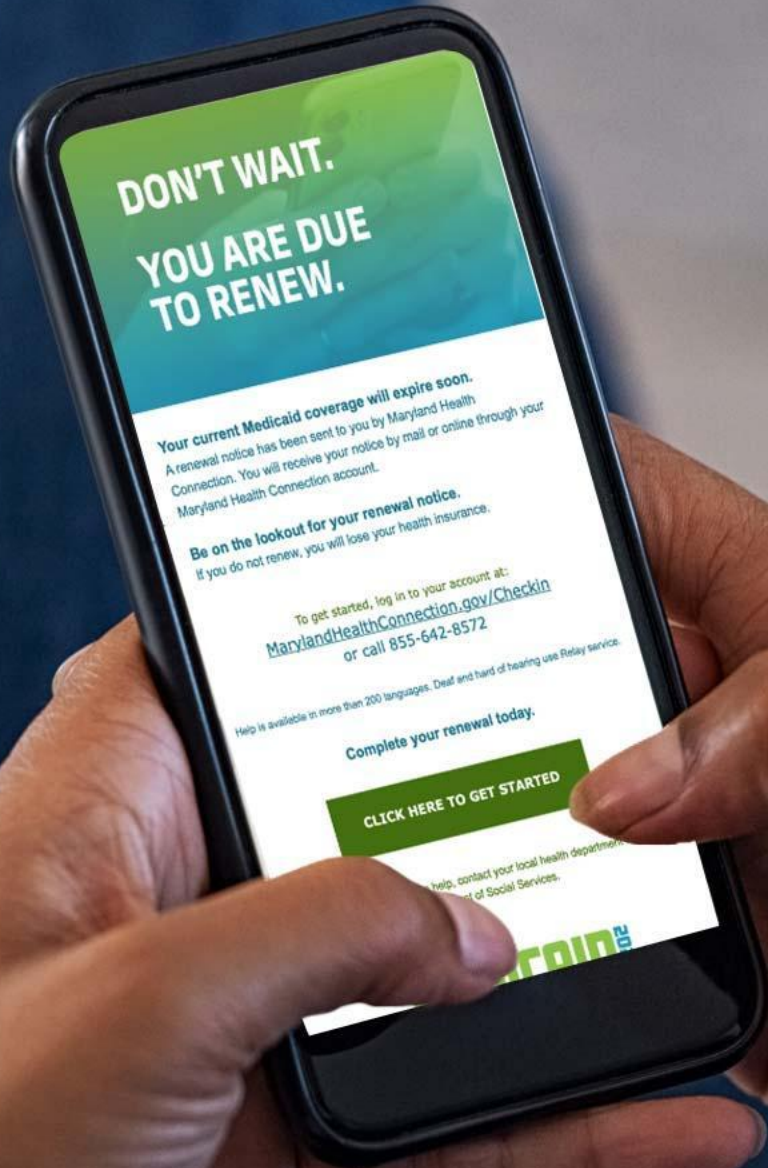 DON'T WAIT.
YOU ARE DUE
TO RENEW.
Your current Medicaid coverage will expire soon.
A renewal notice has been sent to you by Maryland Health
Connection. You will receive your notice by mail or online through your
Maryland Health Connection account.
Be on the lookout for your renewal notice.
If you do not renew, you will lose your health insurance.
To get started, log in to your account at:
MarylandHealthConnection.gov/Checkin
or call 855-642-8572
Help is available in more than 200 languages. Deaf and hard of hearing use Relay service.
Complete your renewal today.
CLICK HERE TO GET STARTED
help, contact your local health department
of Social Services.